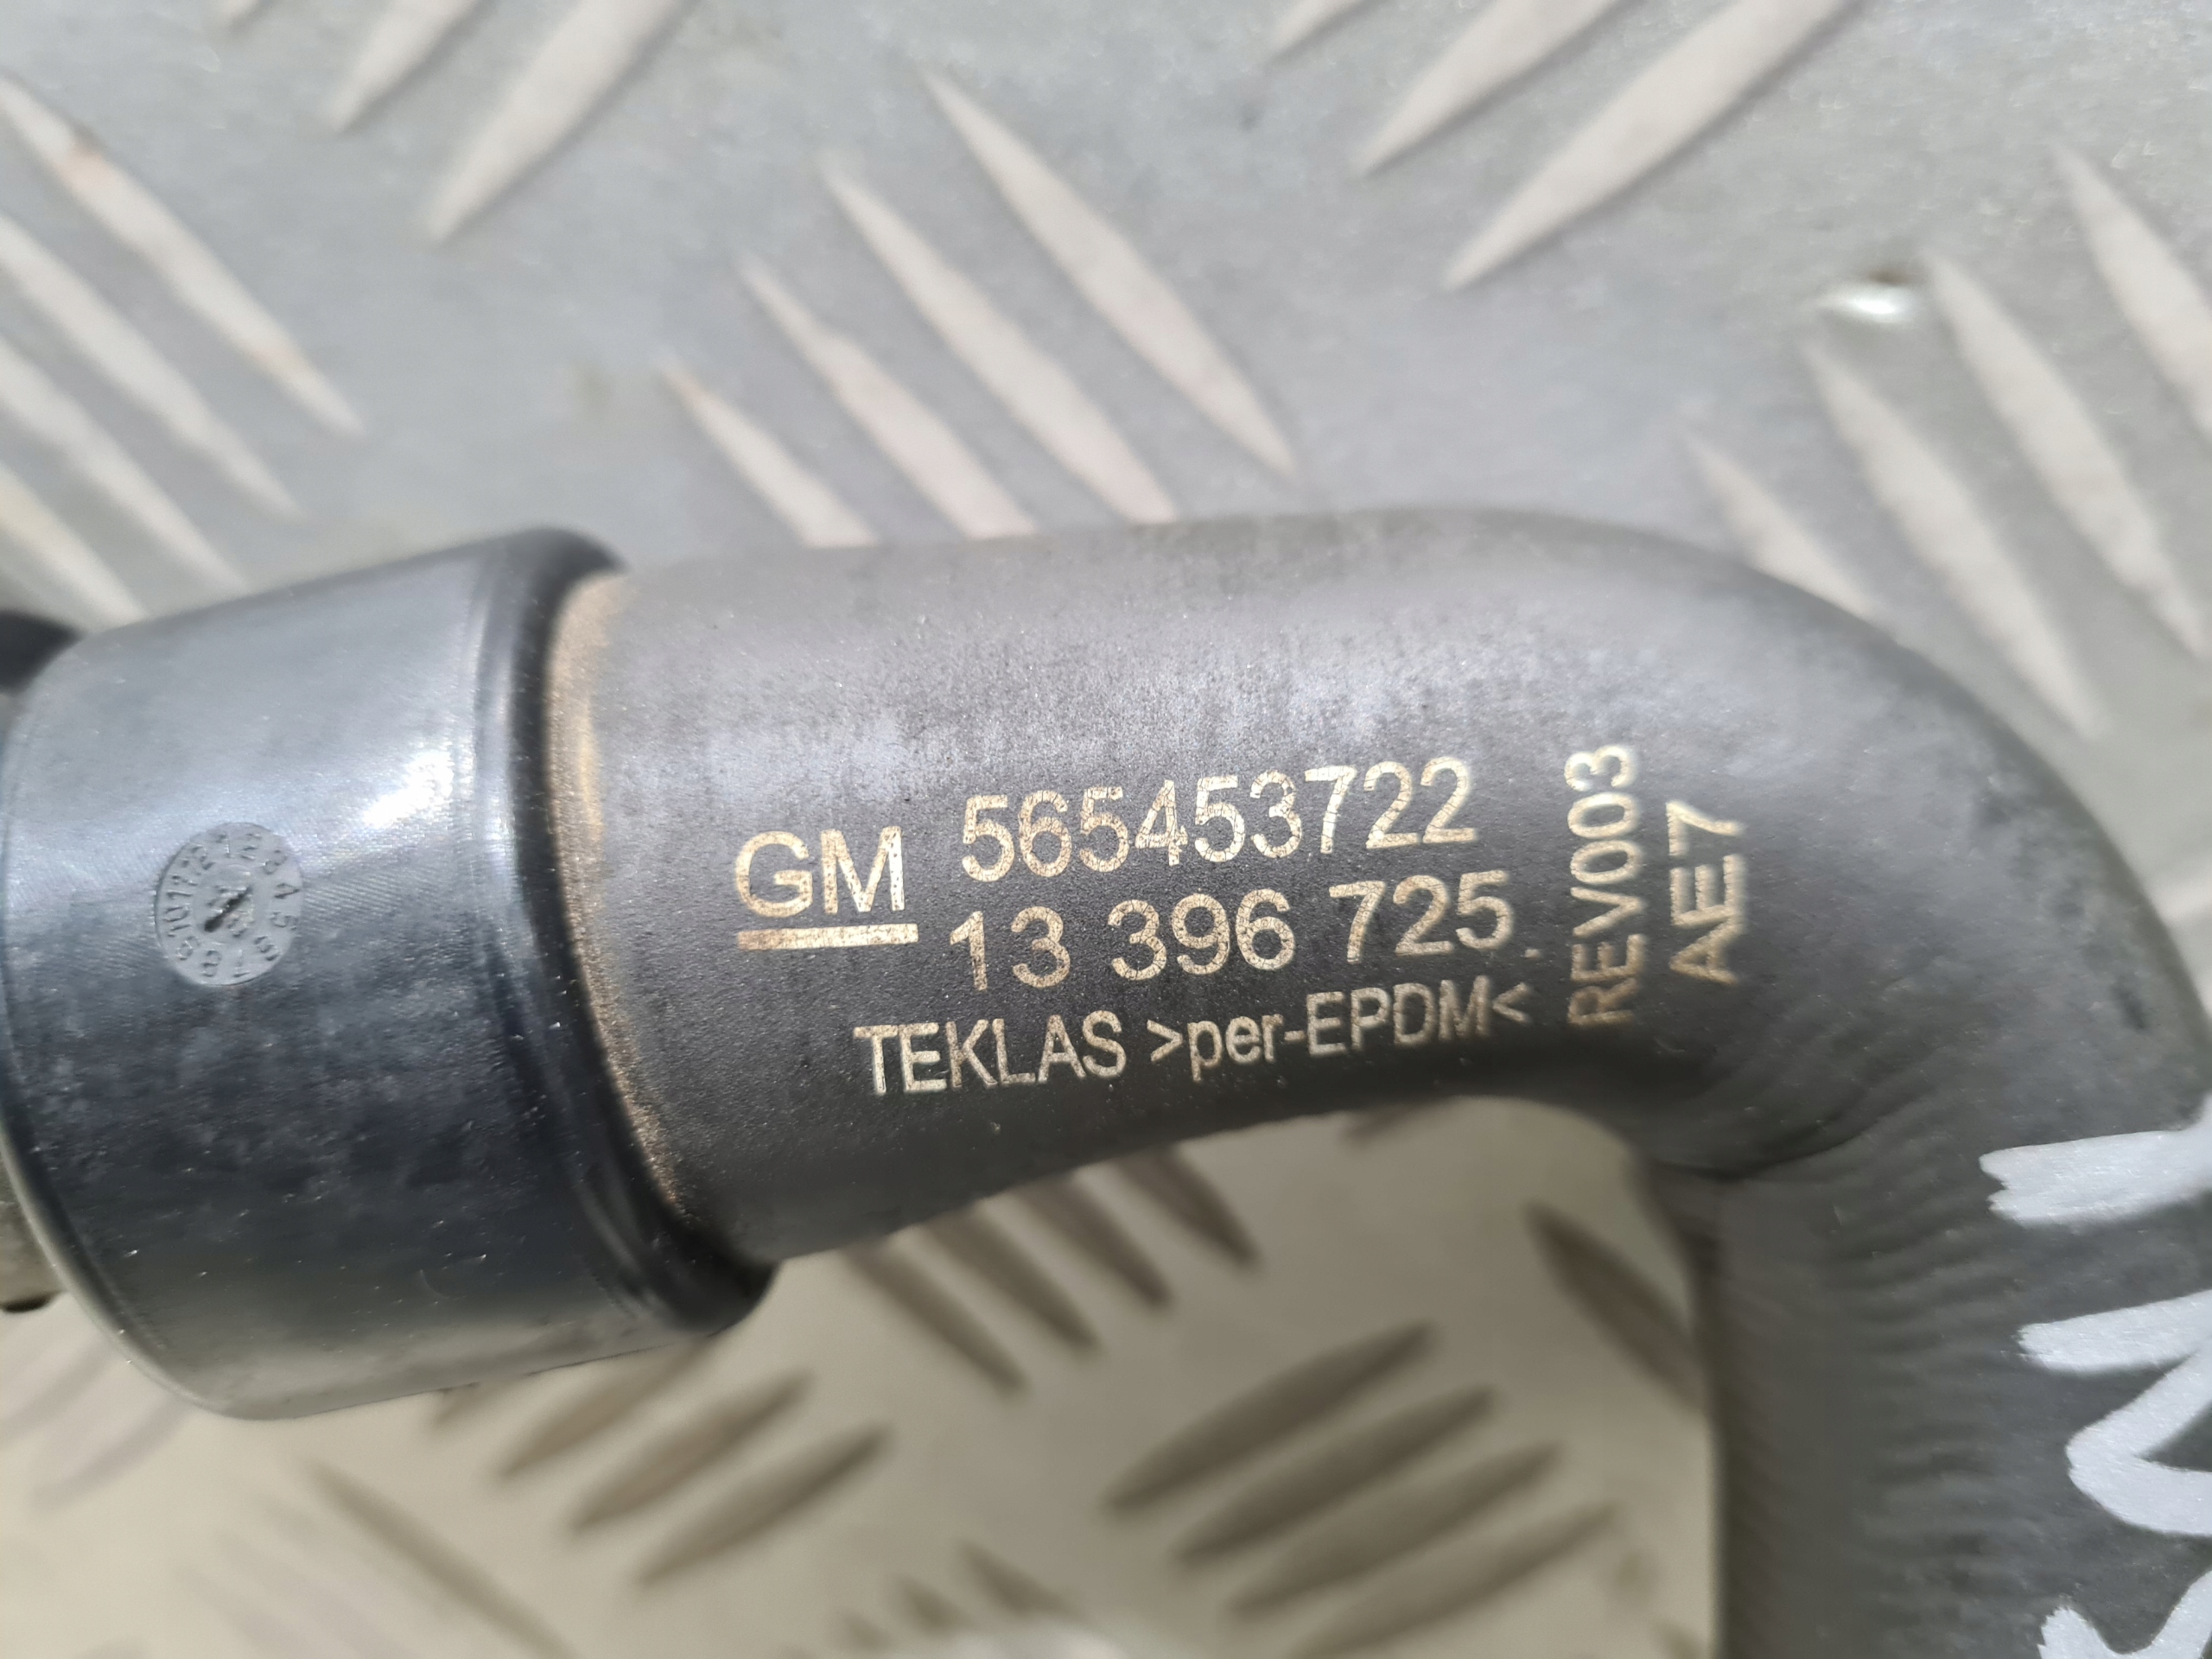 GM 565453722
13 396 725
TEKLAS >per-EPDM<
REV003
AE7